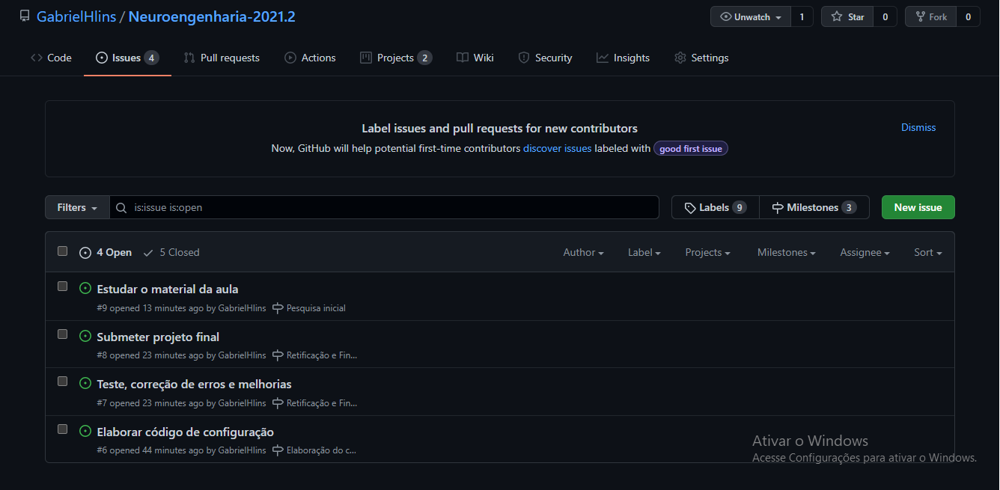 GabrielHlins / Neuroengenharia-2021.2
Unwatch 1 Star 0 Fork 0
Code Issues 4 Pull requests Actions Projects 2 Wiki Security Insights Settings
Label issues and pull requests for new contributors
Dismiss
Now, GitHub will help potential first-time contributors discover issues labeled with good first issue
Filters is:issue is:open Labels 9 Milestones 3 New issue
4 Open 5 Closed Author Label Projects Milestones Assignee Sort
Estudar o material da aula
#9 opened 13 minutes ago by GabrielHlins Pesquisa inicial
Submeter projeto final
#8 opened 23 minutes ago by GabrielHlins Retificação e Fin...
Teste, correção de erros e melhorias
#7 opened 23 minutes ago by GabrielHlins Retificação e Fin...
Elaborar código de configuração
#6 opened 44 minutes ago by GabrielHlins Elaboração do c...
Ativar o Windows
Acesse Configurações para ativar o Windows.